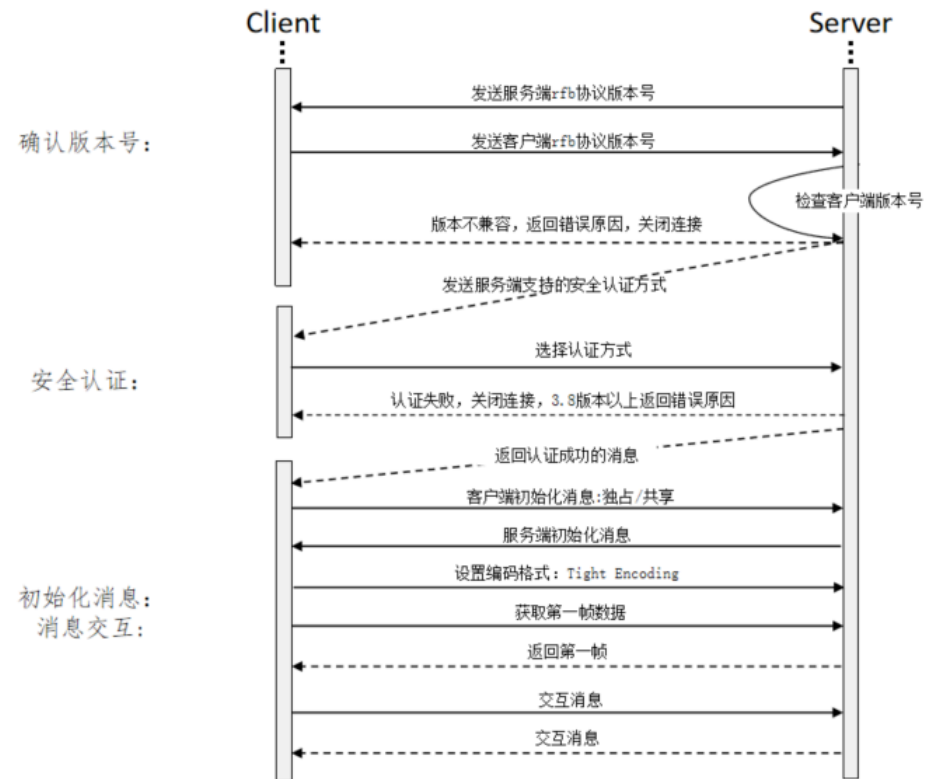 Client
Server
发送服务端rfb协议版本号
确认版本号：
发送客户端rfb协议版本号
检查客户端版本号
版本不兼容，返回错误原因，关闭连接
发送服务端支持的安全认证方式
选择认证方式
安全认证：
认证失败，关闭连接，3.8版本以上返回错误原因
返回认证成功的消息
客户端初始化消息:独占/共享
服务端初始化消息
设置编码格式：Tight Encoding
初始化消息：
获取第一帧数据
消息交互:
返回第一帧
交互消息
交互消息